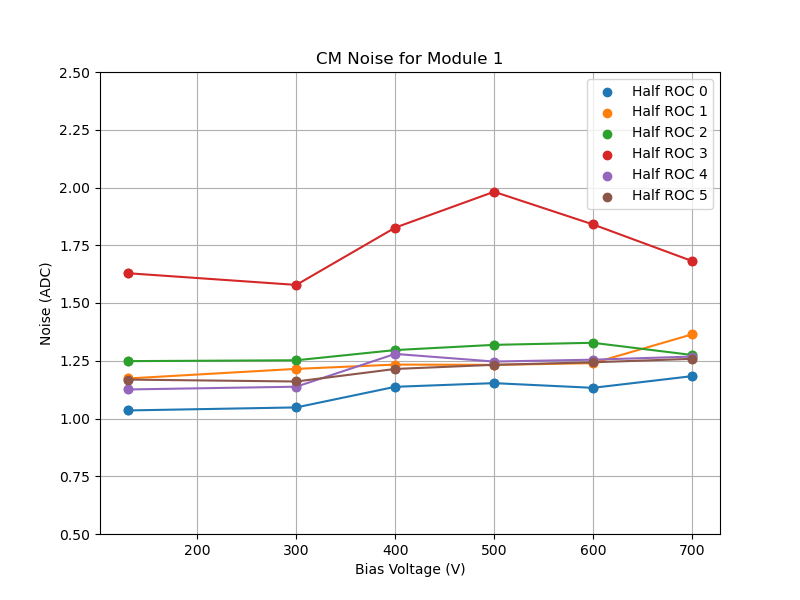 CM Noise for Module 1
2.50
2.25
2.00
1.75
1.50
1.25
1.00
0.75
0.50
Noise (ADC)
Half ROC 0
Half ROC 1
Half ROC 2
Half ROC 3
Half ROC 4
Half ROC 5
200 300 400 500 600 700
Bias Voltage (V)